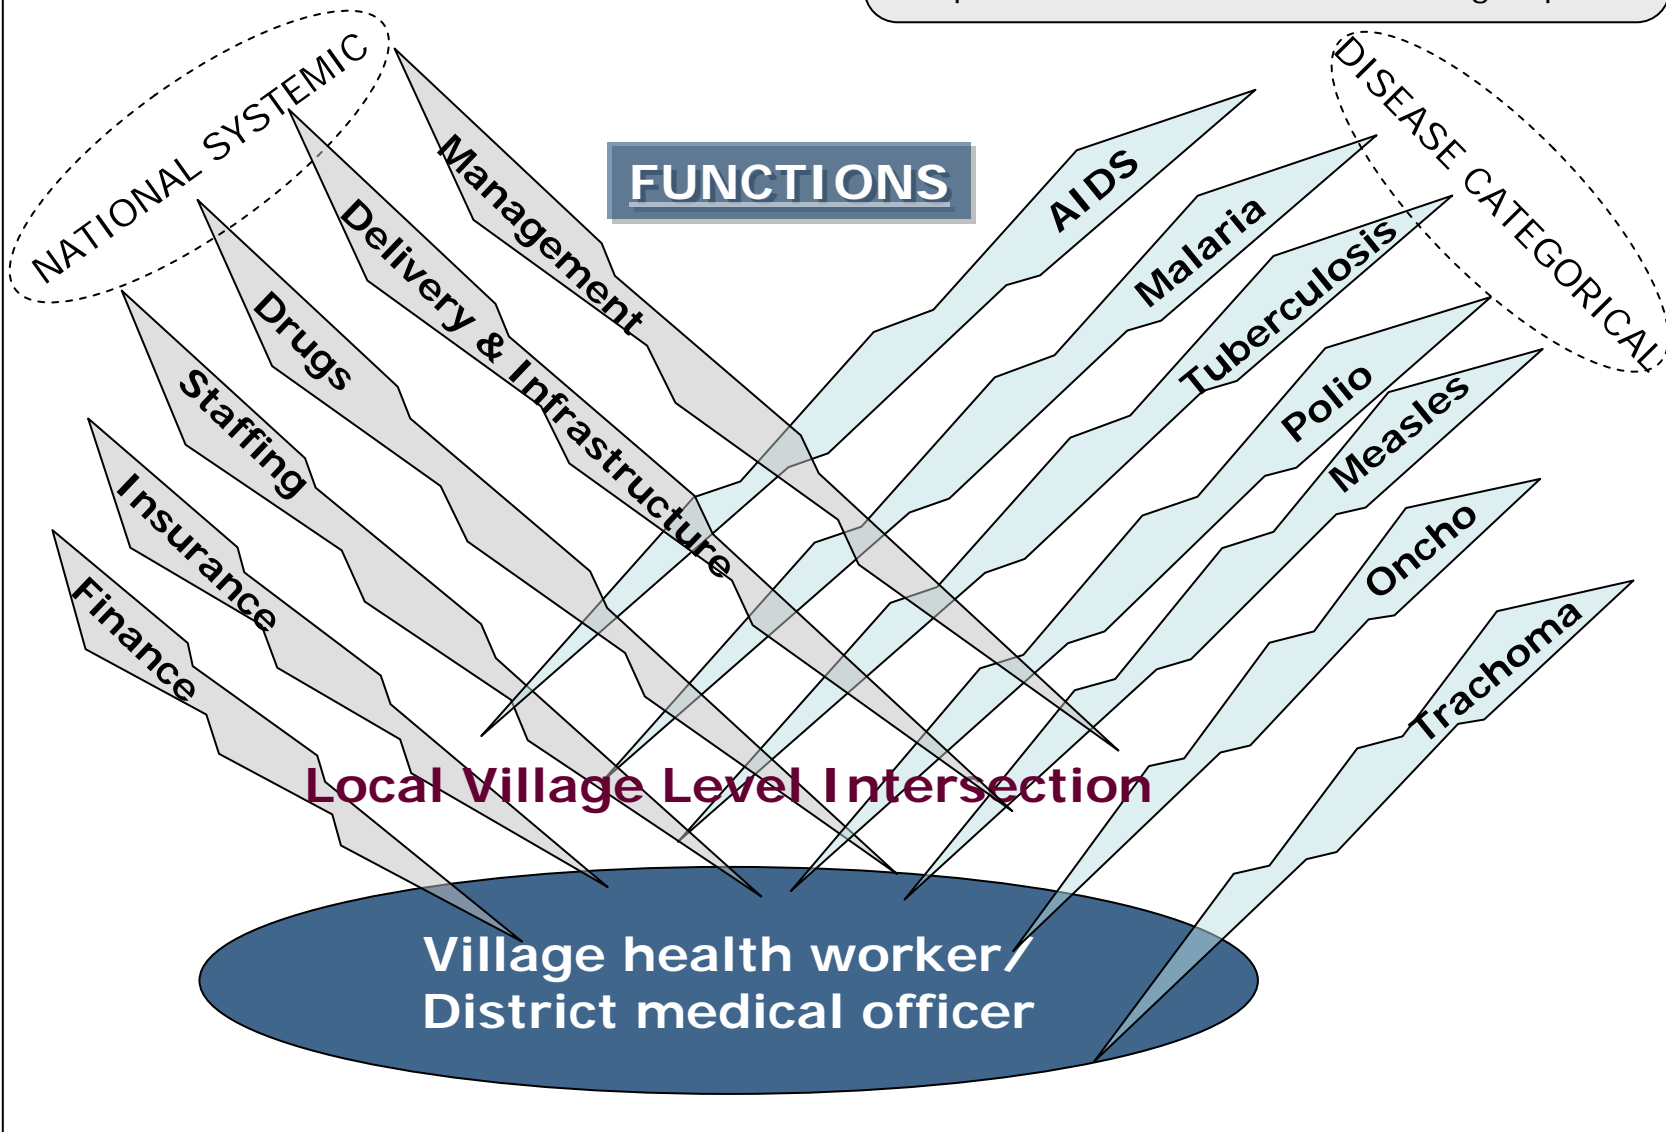 NATIONAL SYSTEMIC
DISEASE CATEGORICAL
FUNCTIONS
Management
Delivery & Infrastructure
Drugs
Staffing
Insurance
Finance
AIDS
Malaria
Tuberculosis
Polio
Measles
Oncho
Trachoma
Local Village Level Intersection
Village health worker/
District medical officer